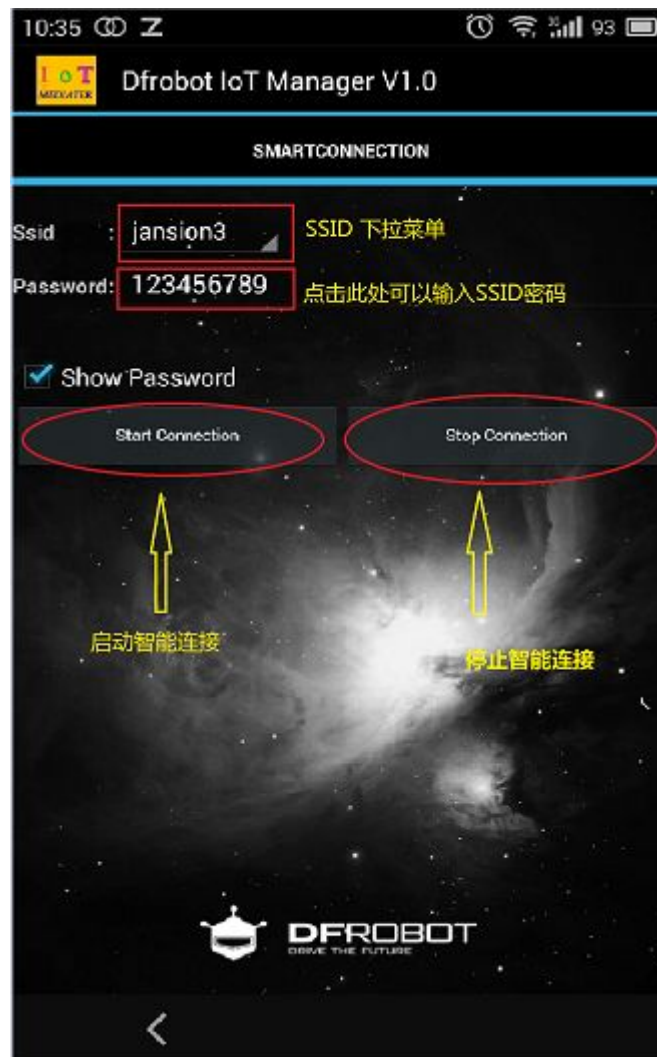 10:35 93
IoT
MEDIATEK
Dfrobot IoT Manager V1.0
SMARTCONNECTION
Ssid : jansion3 SSID 下拉菜单
Password: 123456789 点击此处可以输入SSID密码
Show Password
Start Connection Stop Connection
启动智能连接 停止智能连接
DFROBOT
DRIVE THE FUTURE